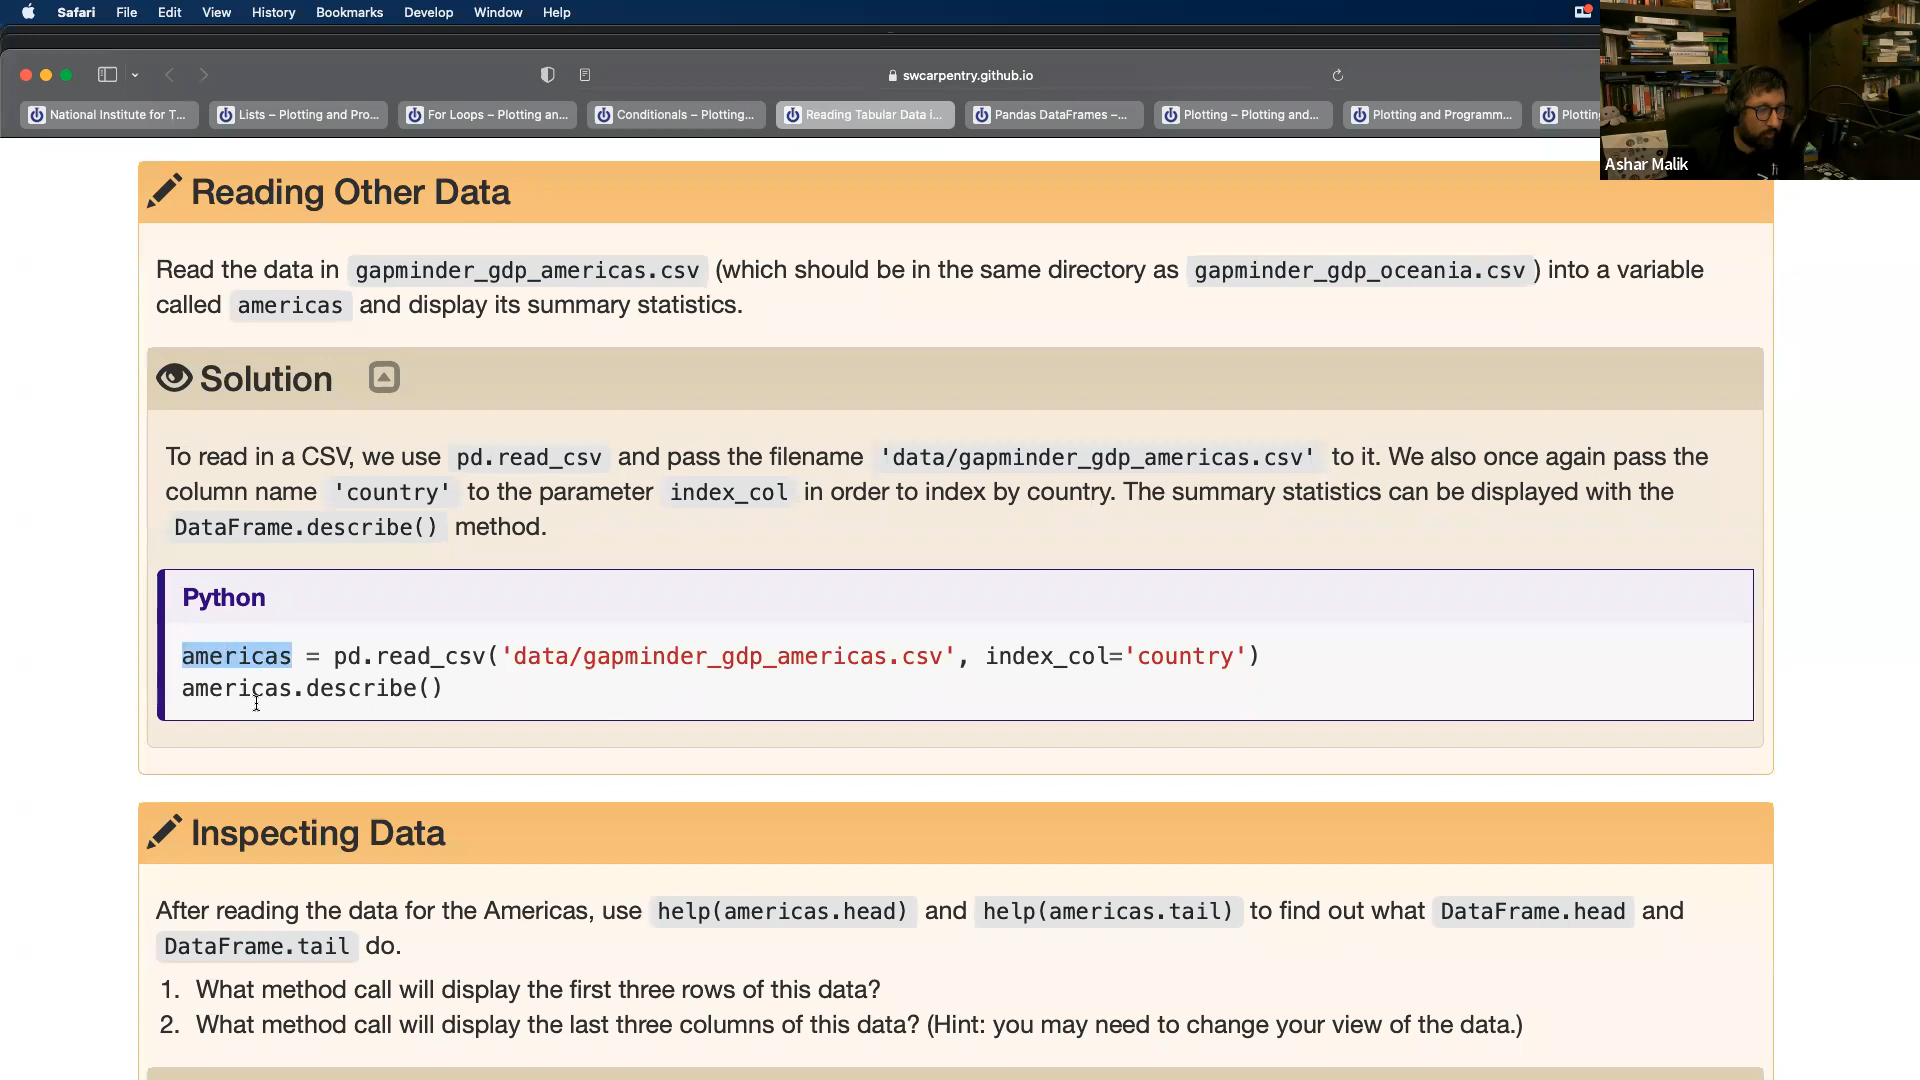 Safari File Edit View History Bookmarks Develop Window Help
swcarpentry.github.io
National Institute for T... Lists – Plotting and Pro... For Loops – Plotting an... Conditionals – Plotting... Reading Tabular Data i... Pandas DataFrames –... Plotting – Plotting and... Plotting and Programm... Plotting
Ashar Malik
Reading Other Data
Read the data in gapminder_gdp_americas.csv (which should be in the same directory as gapminder_gdp_oceania.csv) into a variable
called americas and display its summary statistics.
Solution
To read in a CSV, we use pd.read_csv and pass the filename 'data/gapminder_gdp_americas.csv' to it. We also once again pass the
column name 'country' to the parameter index_col in order to index by country. The summary statistics can be displayed with the
DataFrame.describe() method.
Python
americas = pd.read_csv('data/gapminder_gdp_americas.csv', index_col='country')
americas.describe()
Inspecting Data
After reading the data for the Americas, use help(americas.head) and help(americas.tail) to find out what DataFrame.head and
DataFrame.tail do.
1. What method call will display the first three rows of this data?
2. What method call will display the last three columns of this data? (Hint: you may need to change your view of the data.)